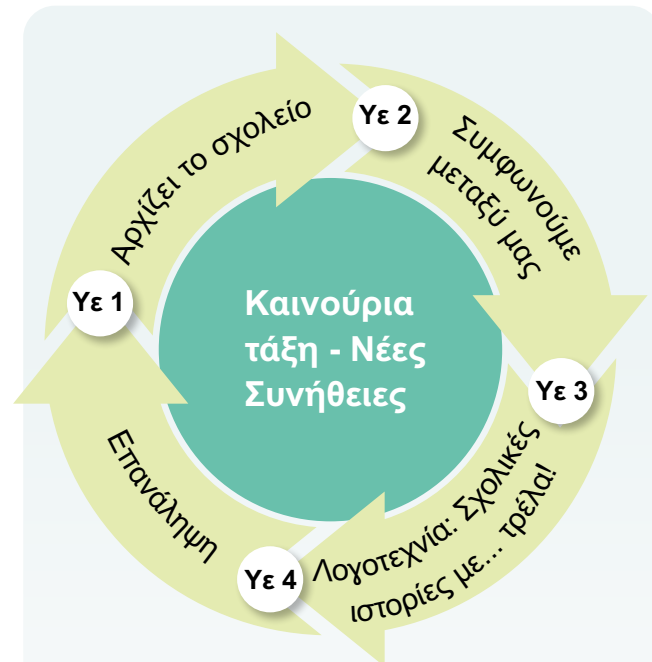 Καινούρια
τάξη - Νέες
Συνήθειες
Υε 1
Αρχίζει το σχολείο
Υε 2
Συμφωνούμε
μεταξύ μας
Υε 3
Λογοτεχνία: Σχολικές
ιστορίες με... τρέλα!
Υε 4
Επανάληψη